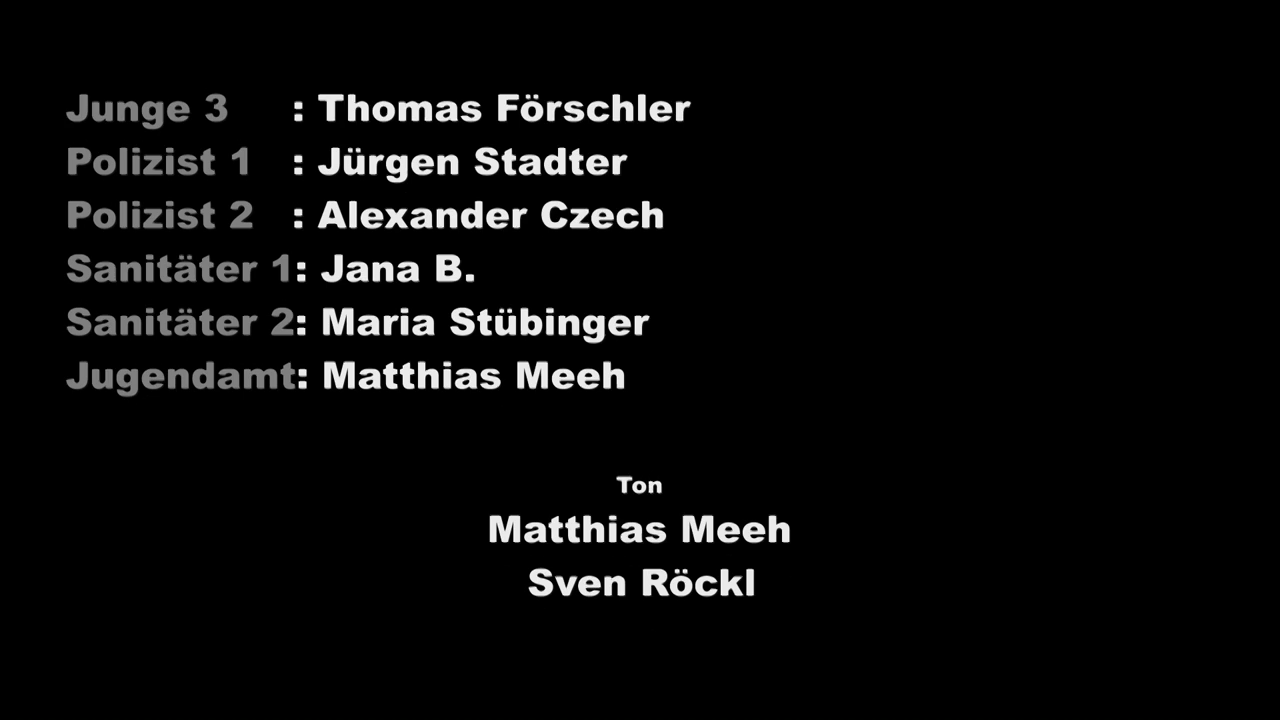 Junge 3 : Thomas Förschler
Polizist 1 : Jürgen Stadter
Polizist 2 : Alexander Czech
Sanitäter 1: Jana B.
Sanitäter 2: Maria Stübinger
Jugendamt: Matthias Meeh
Ton
Matthias Meeh
Sven Röckl